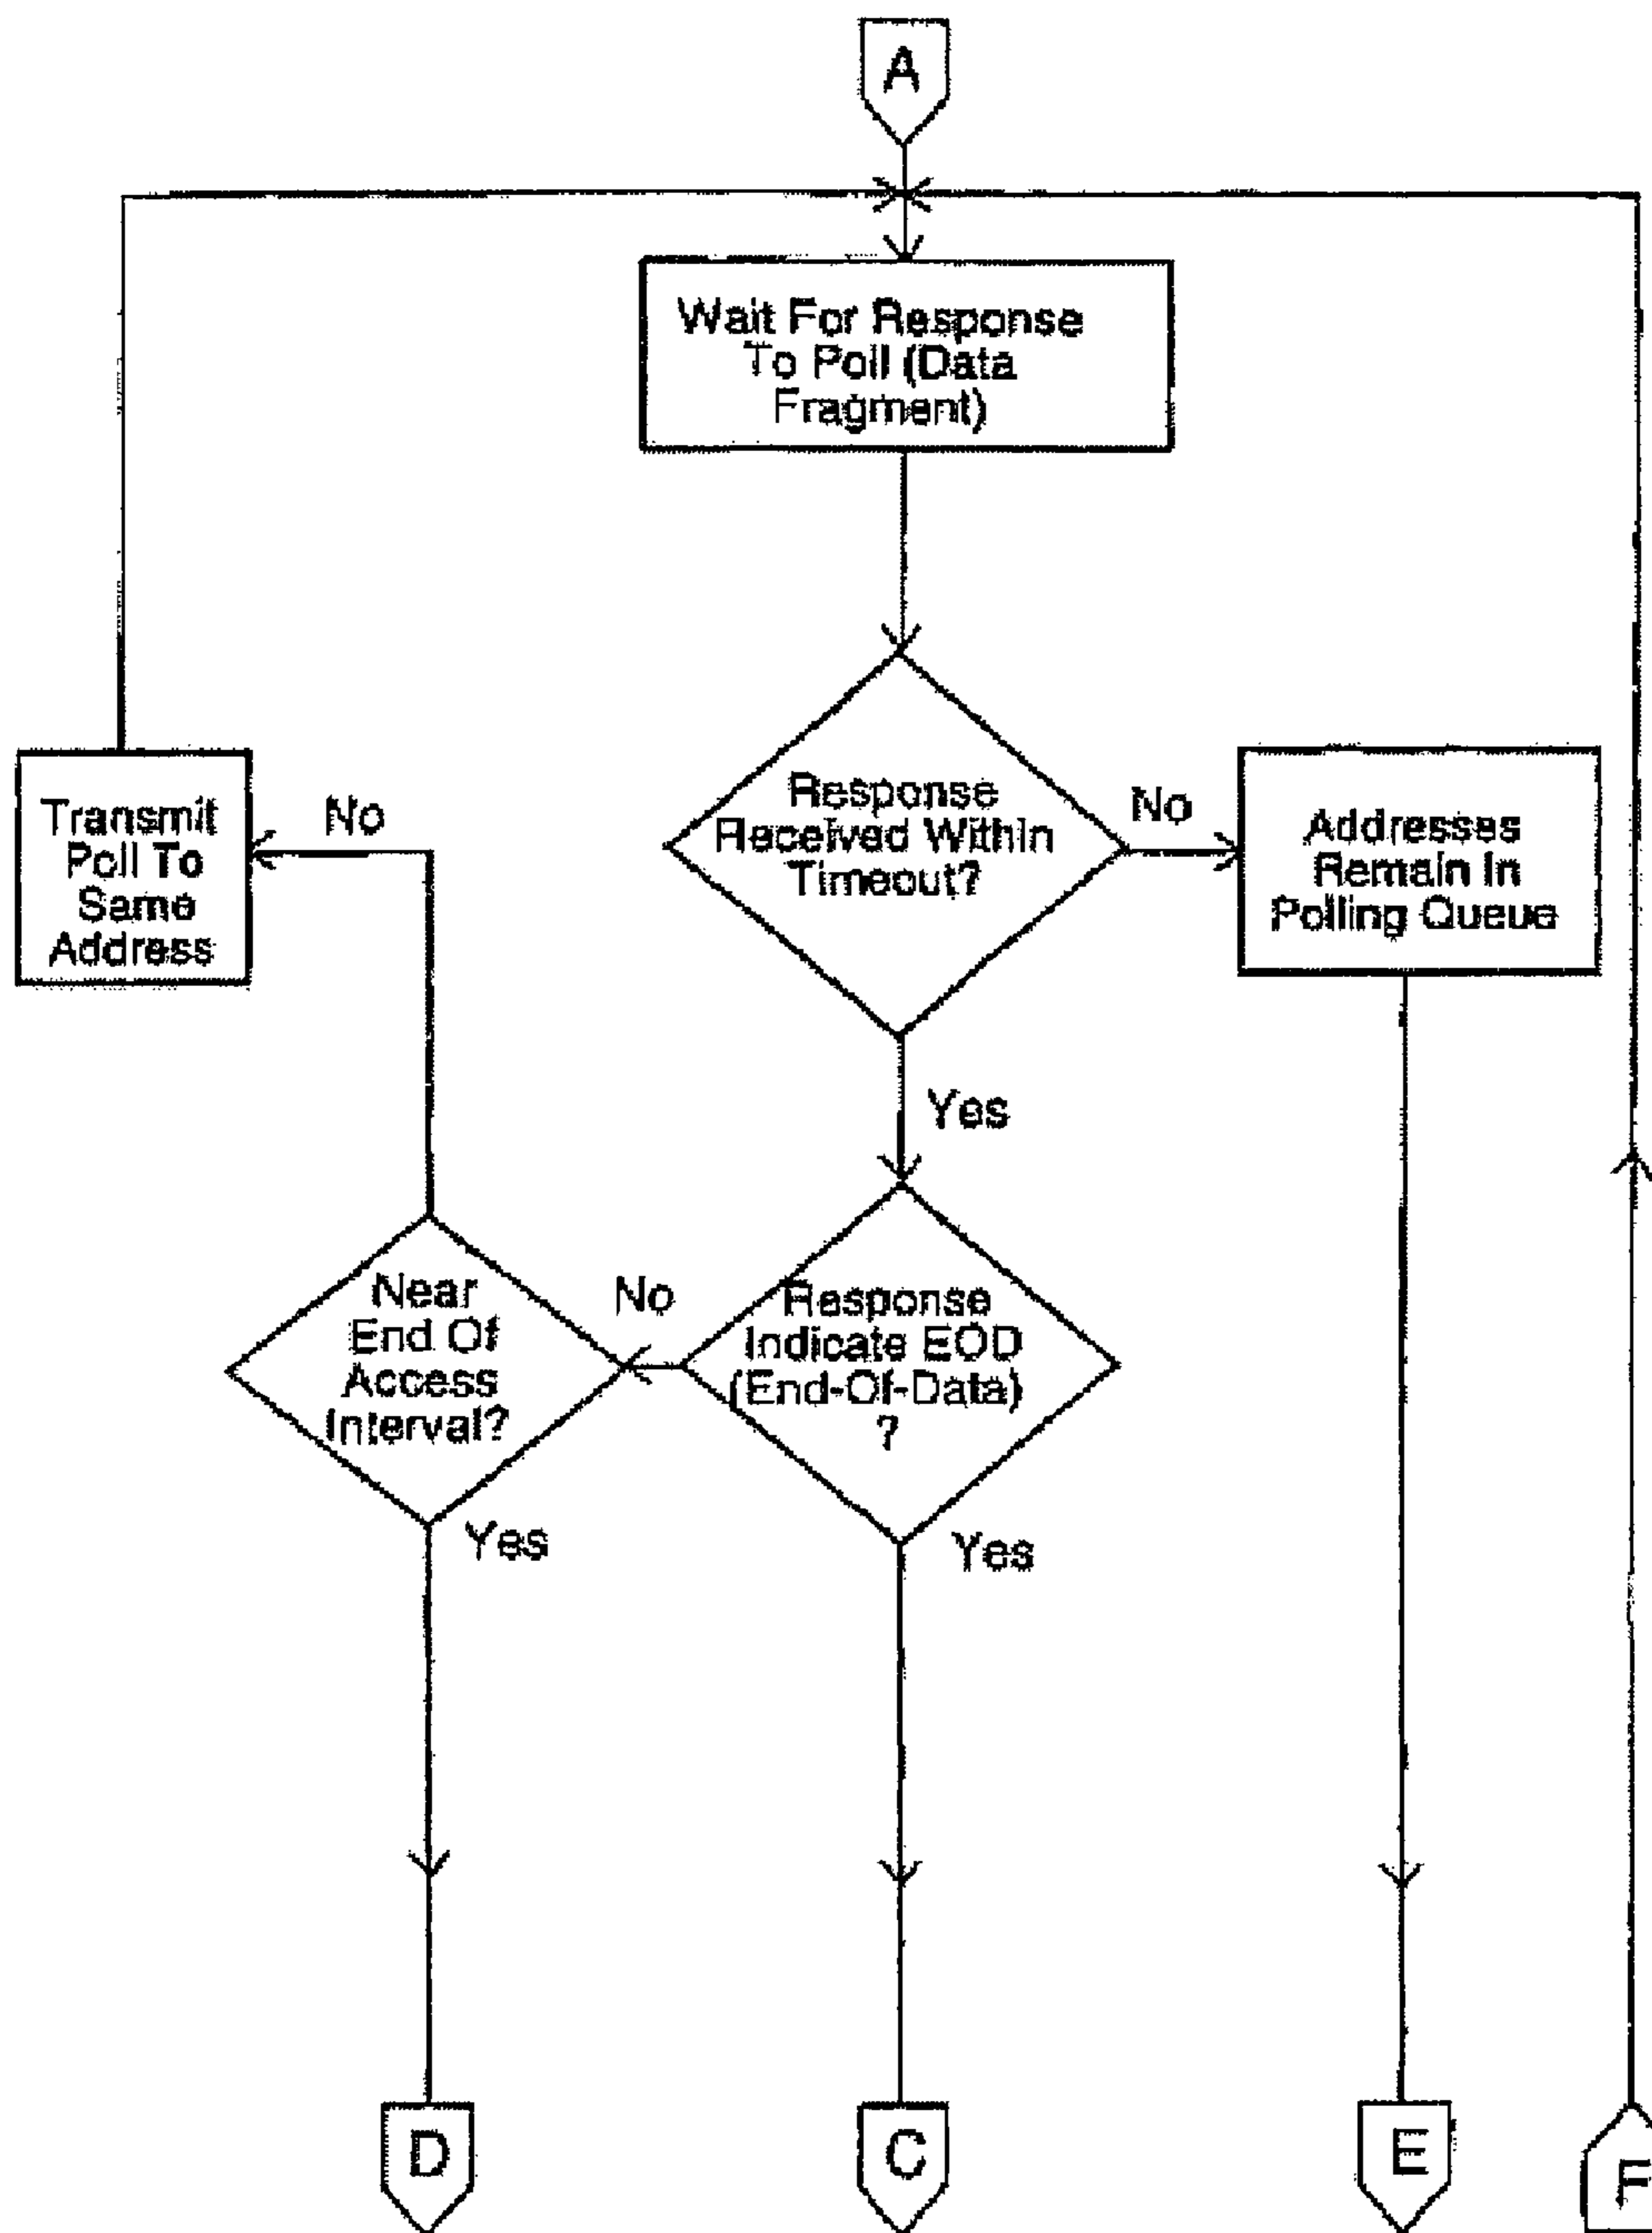 A
Wait For Response
To Poll (Data
Fragment)
Response
Received Within
Timeout?
No
Addresses
Remain In
Polling Queue
Transmit
Poll To
Same
Address
No
Yes
Near
End Of
Access
Interval?
No
Response
Indicate EOD
(End-Of-Data)
?
Yes
Yes
D
C
E
F